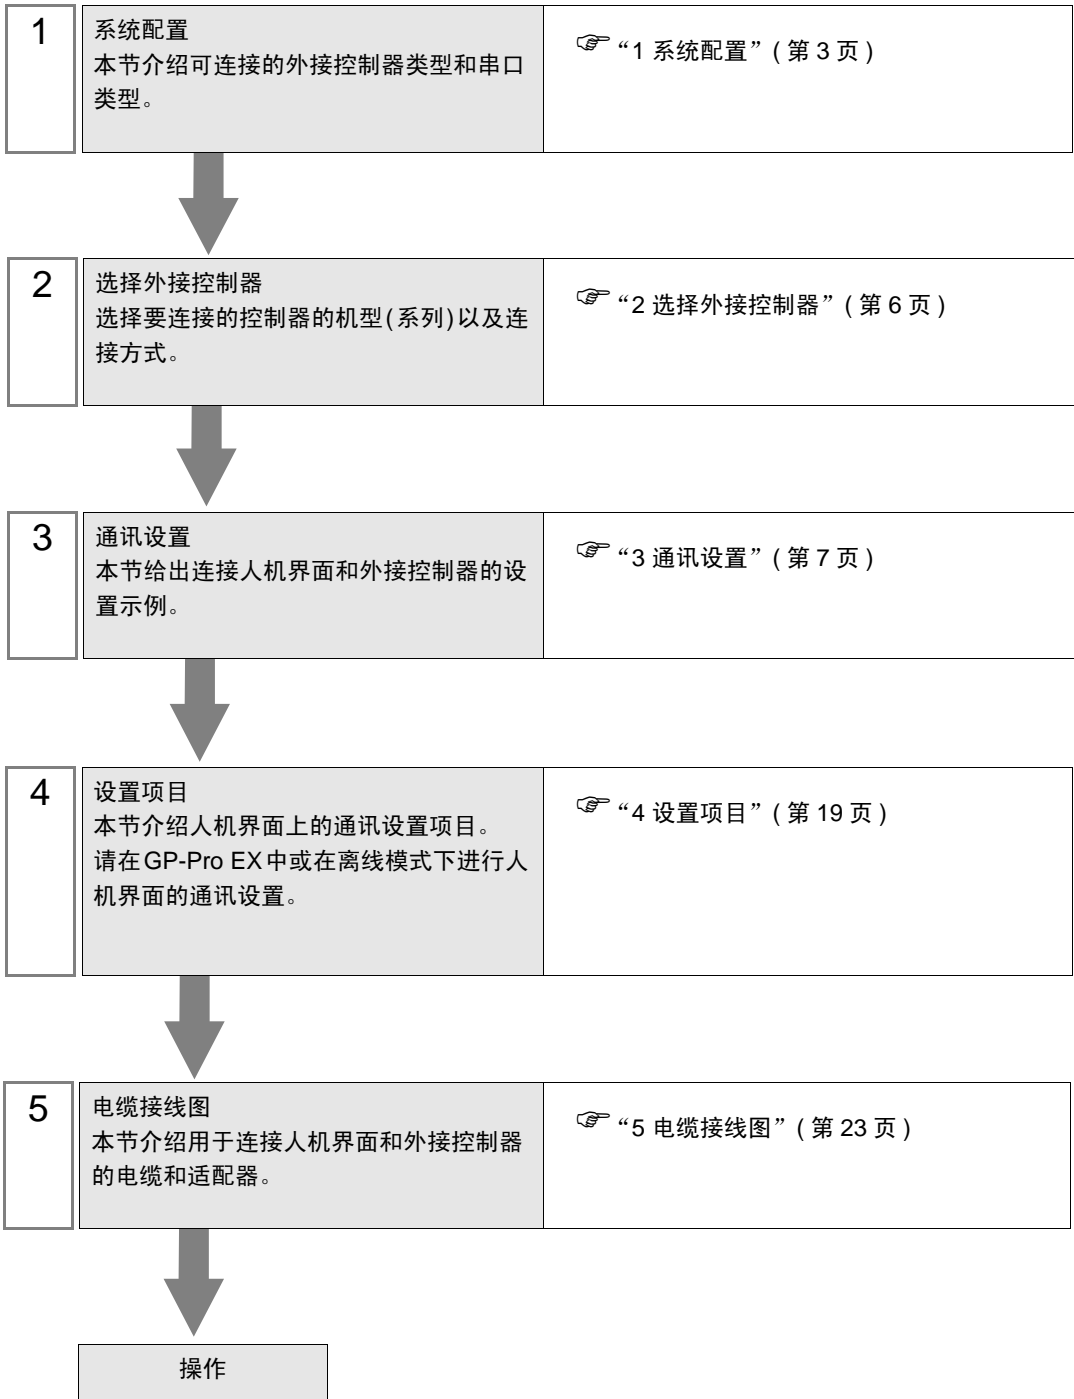 1
系统配置
本节介绍可连接的外接控制器类型和串口
类型。
☞ “1 系统配置” ( 第 3 页 )
2
选择外接控制器
选择要连接的控制器的机型(系列)以及连
接方式。
☞ “2 选择外接控制器” ( 第 6 页 )
3
通讯设置
本节给出连接人机界面和外接控制器的设
置示例。
☞ “3 通讯设置” ( 第 7 页 )
4
设置项目
本节介绍人机界面上的通讯设置项目。
请在GP-Pro EX中或在离线模式下进行人
机界面的通讯设置。
☞ “4 设置项目” ( 第 19 页 )
5
电缆接线图
本节介绍用于连接人机界面和外接控制器
的电缆和适配器。
☞ “5 电缆接线图” ( 第 23 页 )
操作